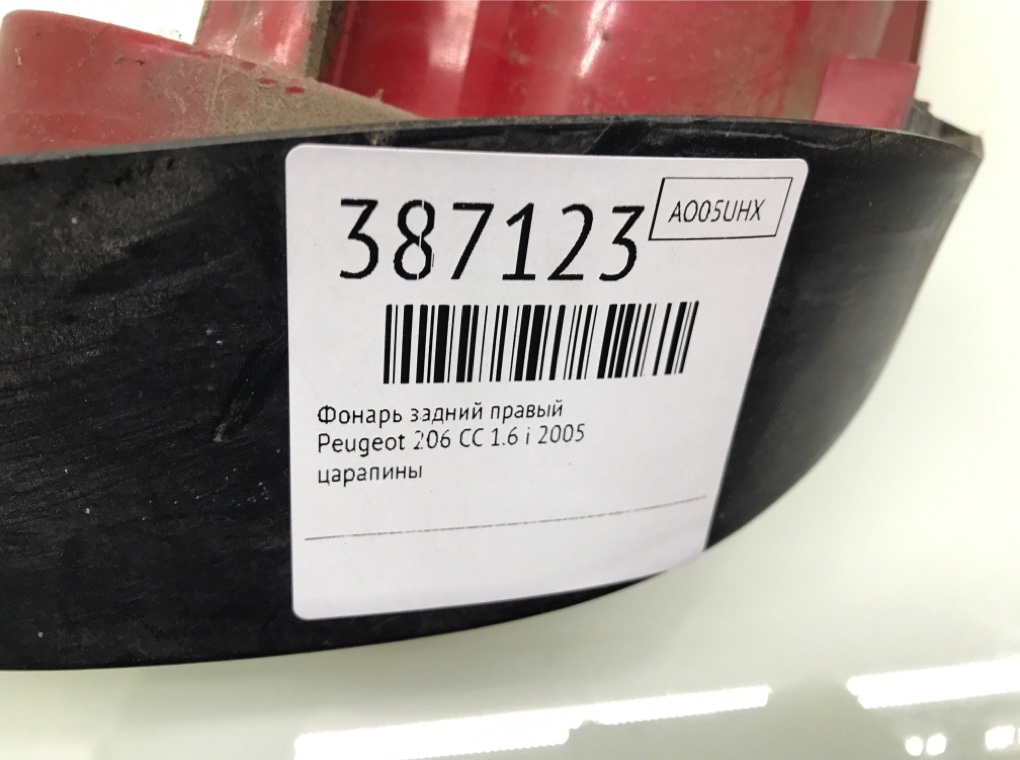 387123
AO05UHX
Фонарь задний правый
Peugeot 206 CC 1.6 i 2005
царапины